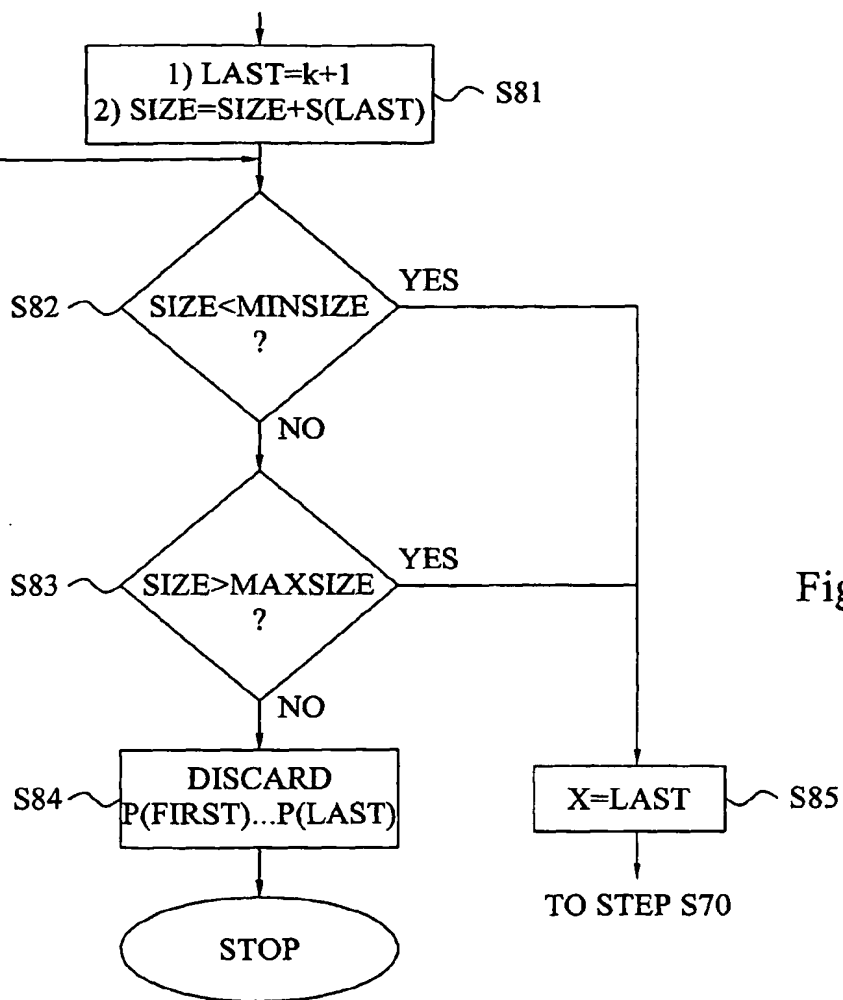 1) LAST=k+1
2) SIZE=SIZE+S(LAST)
S81
YES
S82
SIZE<MINSIZE
?
NO
YES
S83
SIZE>MAXSIZE
?
Fig
NO
S84
DISCARD
P(FIRST)...P(LAST)
X=LAST
S85
TO STEP S70
STOP